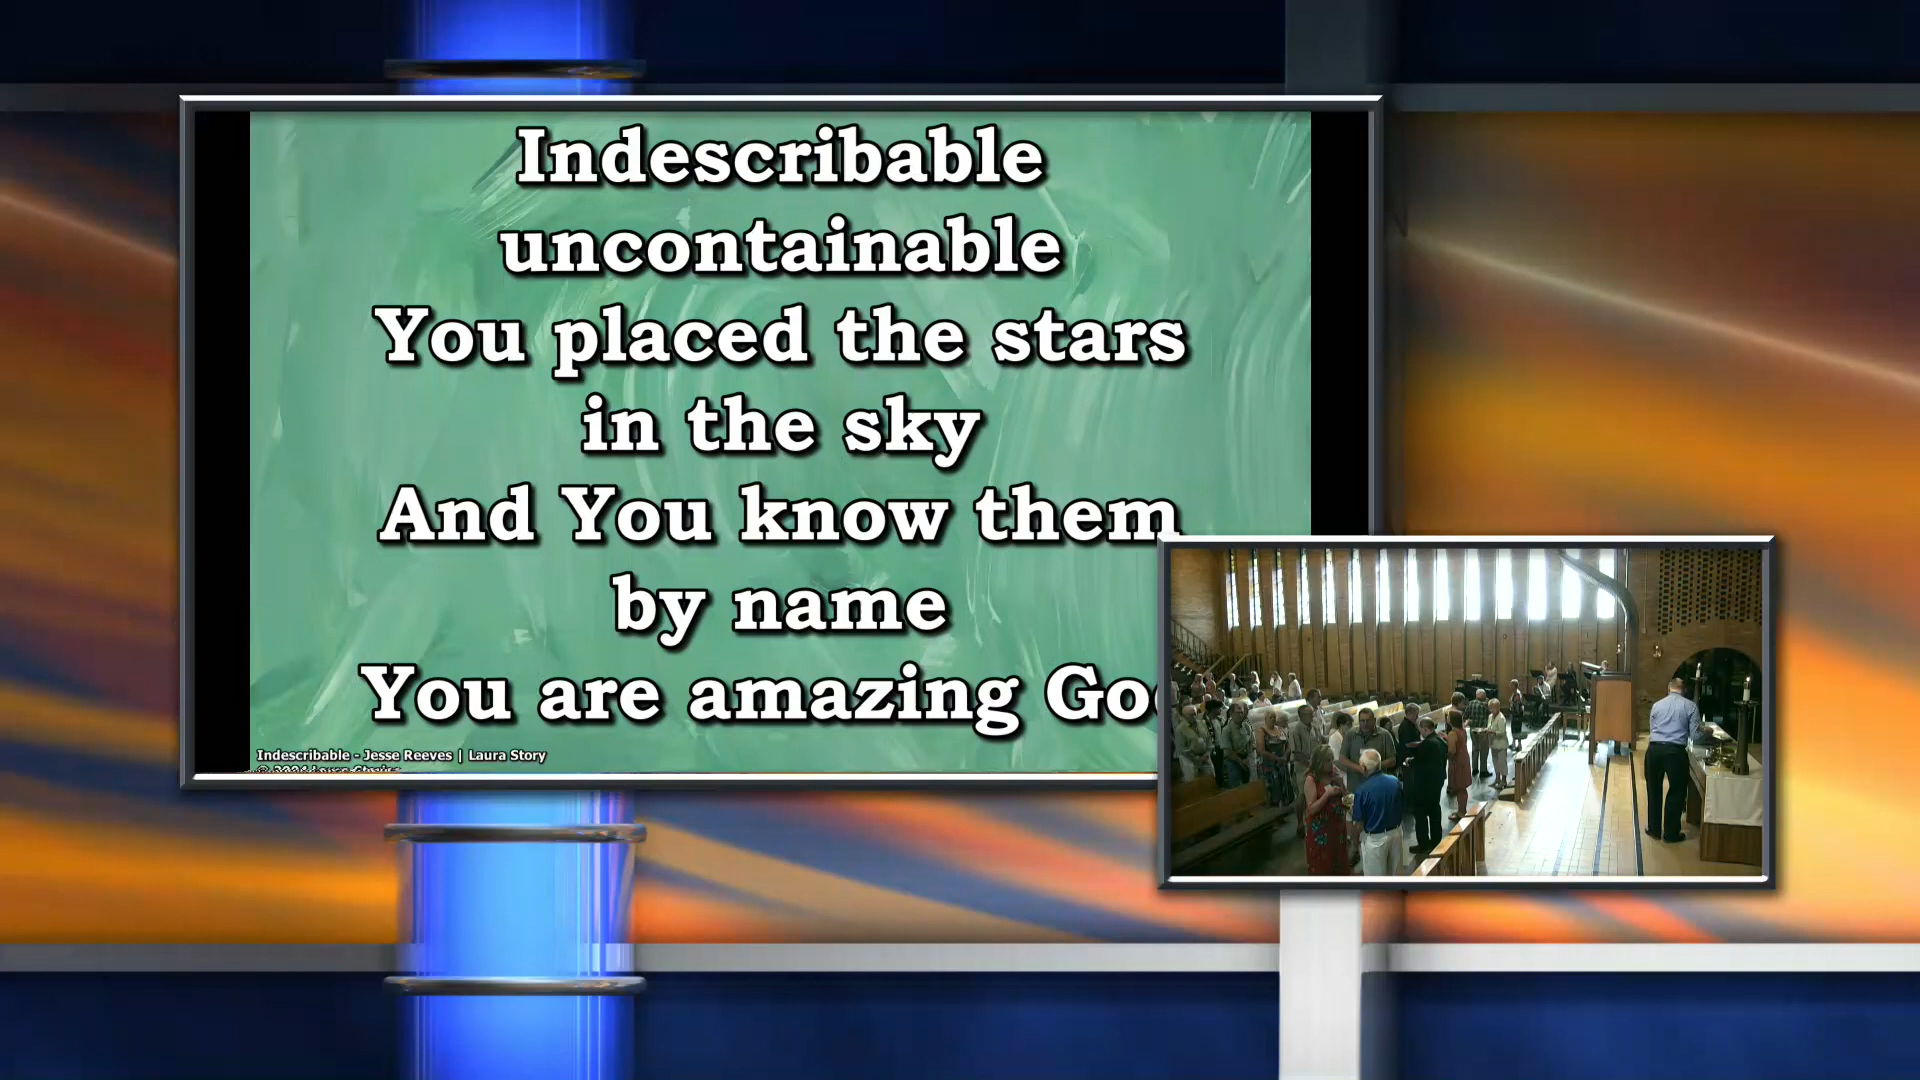 Indescribable
uncontainable
You placed the stars
in the sky
And You know them
by name
You are amazing Go
Indescribable - Jesse Reeves | Laura Story